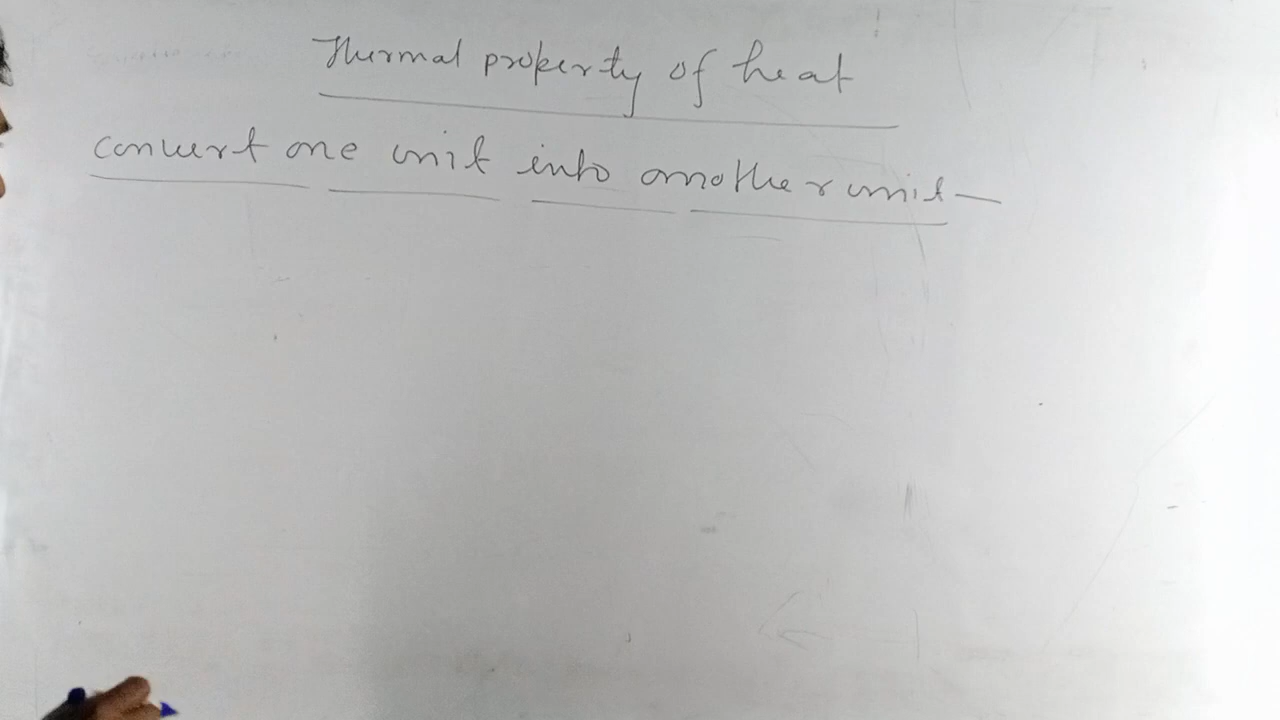 Thermal property of heat
convert one unit into another unit —